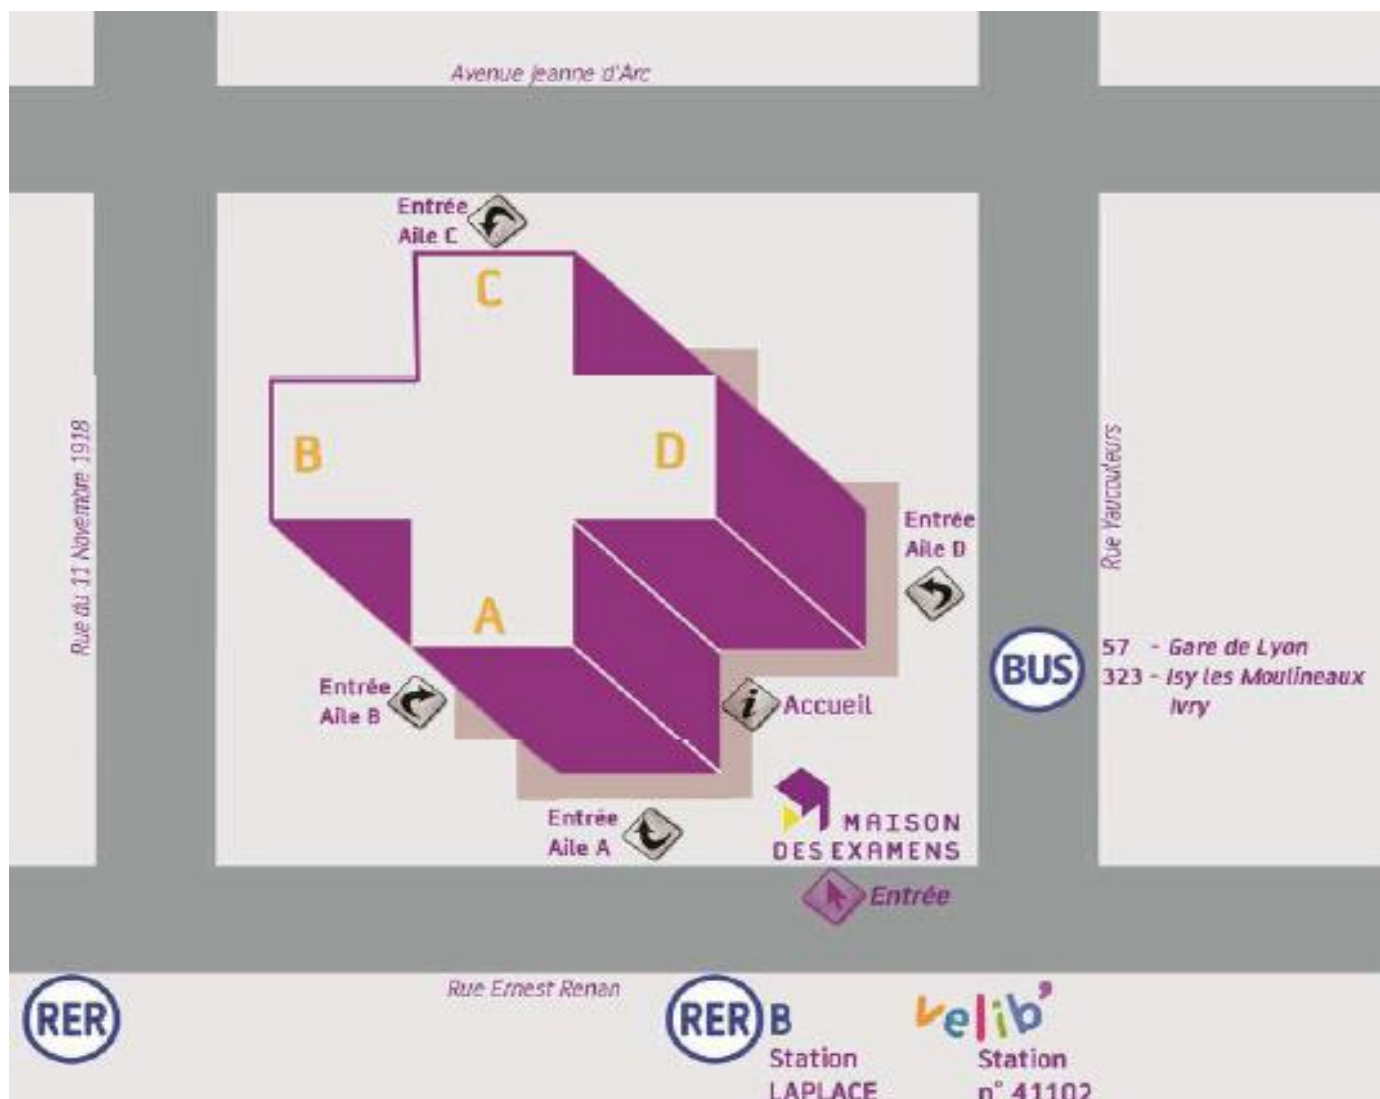 Avenue Jeanne d'Arc
Entrée
Aile C
C
B
D
A
Rue du 11 Novembre 1918
Rue Vaucouleurs
Entrée
Aile D
BUS
57 - Gare de Lyon
323 - Isy les Moulineaux
Ivry
Entrée
Aile B
i Accueil
Entrée
Aile A
MAISON
DES EXAMENS
Entrée
Rue Ernest Renan
RER
RER B
Station
LAPLACE
velib'
Station
n° 41102